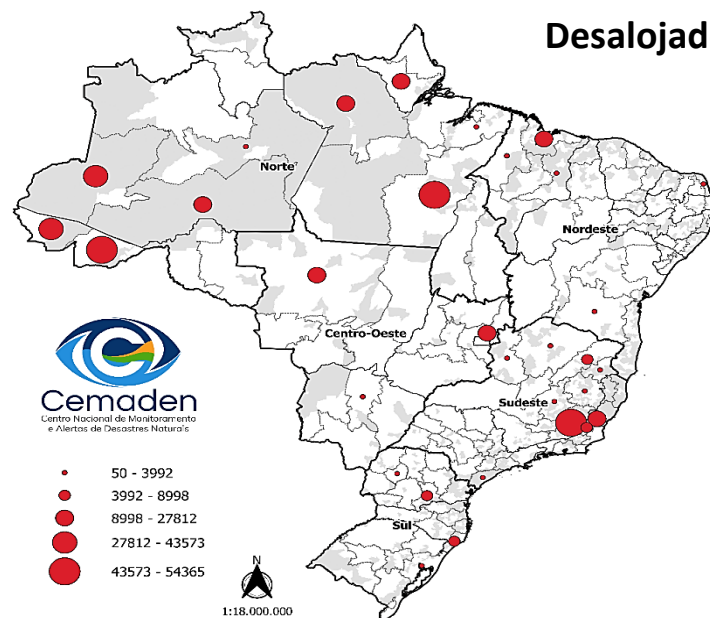 Desalojad
Norte
Nordeste
Centro-Oeste
Sudeste
Sul
Cemaden
Centro Nacional de Monitoramento
e Alertas de Desastres Naturais
50 - 3992
3992 - 8998
8998 - 27812
27812 - 43573
43573 - 54365
N
1:18.000.000